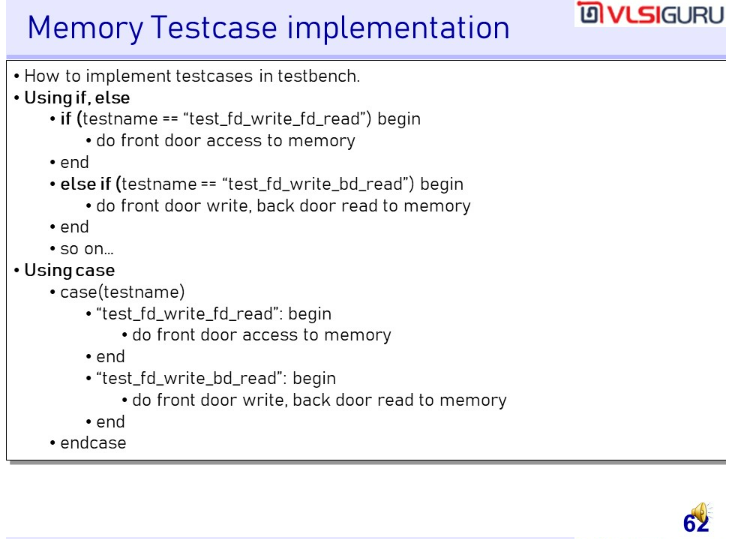 Memory Testcase implementation
VLSIGURU
• How to implement testcases in testbench.
• Using if, else
• if (testname == “test_fd_write_fd_read”) begin
• do front door access to memory
• end
• else if (testname == “test_fd_write_bd_read”) begin
• do front door write, back door read to memory
• end
• so on...
• Using case
• case(testname)
• “test_fd_write_fd_read”: begin
• do front door access to memory
• end
• “test_fd_write_bd_read”: begin
• do front door write, back door read to memory
• end
• endcase
62